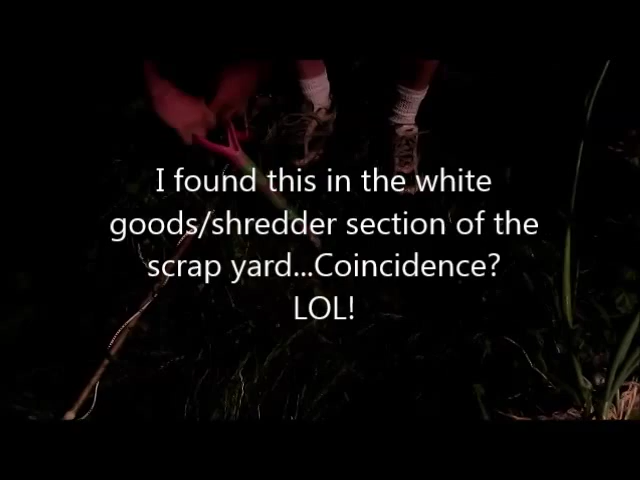 I found this in the white
goods/shredder section of the
scrap yard...Coincidence?
LOL!